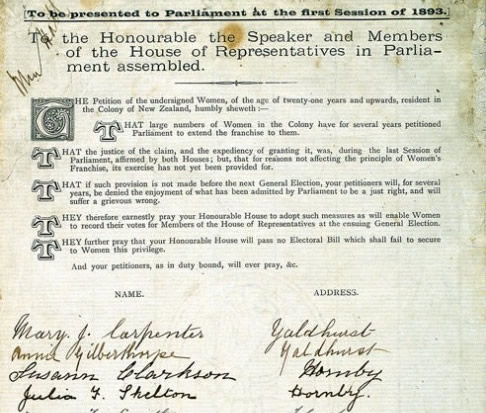 To be presented to Parliament at the first Session of 1893.
To the Honourable the Speaker and Members
of the House of Representatives in Parlia-
ment assembled.
THE Petition of the undersigned Women, of the age of twenty-one years and upwards, resident in
the Colony of New Zealand, humbly sheweth :—
THAT large numbers of Women in the Colony have for several years petitioned
Parliament to extend the franchise to them.
THAT the justice of the claim, and the expediency of granting it, was, during the last Session of
Parliament, affirmed by both Houses; but, that for reasons not affecting the principle of Women's
Franchise, its exercise has not yet been provided for.
THAT if such provision is not made before the next General Election, your petitioners will, for several
years, be denied the enjoyment of what has been admitted by Parliament to be a just right, and will
suffer a grievous wrong.
THEY therefore earnestly pray your Honourable House to adopt such measures as will enable Women
to record their votes for Members of the House of Representatives at the ensuing General Election.
THEY further pray that your Honourable House will pass no Electoral Bill which shall fail to secure
to Women this privilege.
And your petitioners, as in duty bound, will ever pray, &c.
NAME. ADDRESS.
Mary J. Carpenter Yaldhurst
Annie Gilberthorpe Yaldhurst
Susann Clarkson Hornby
Julia F. Shelton Hornby.